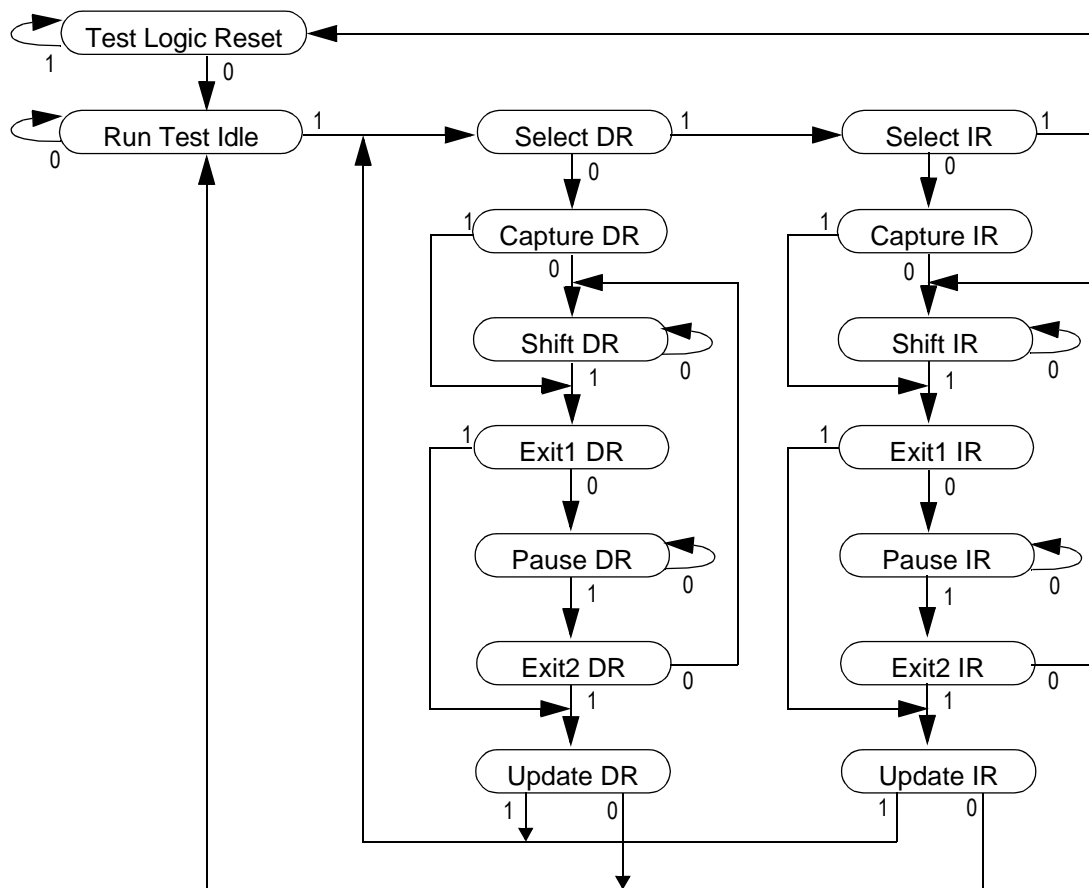 Test Logic Reset
1
0
Run Test Idle
1
0
Select DR
1
0
Select IR
1
0
1
Capture DR
0
1
Capture IR
0
Shift DR
0
1
Shift IR
0
1
1
Exit1 DR
0
1
Exit1 IR
0
Pause DR
0
1
Pause IR
0
1
Exit2 DR
0
1
Exit2 IR
0
1
Update DR
1 0
Update IR
1 0